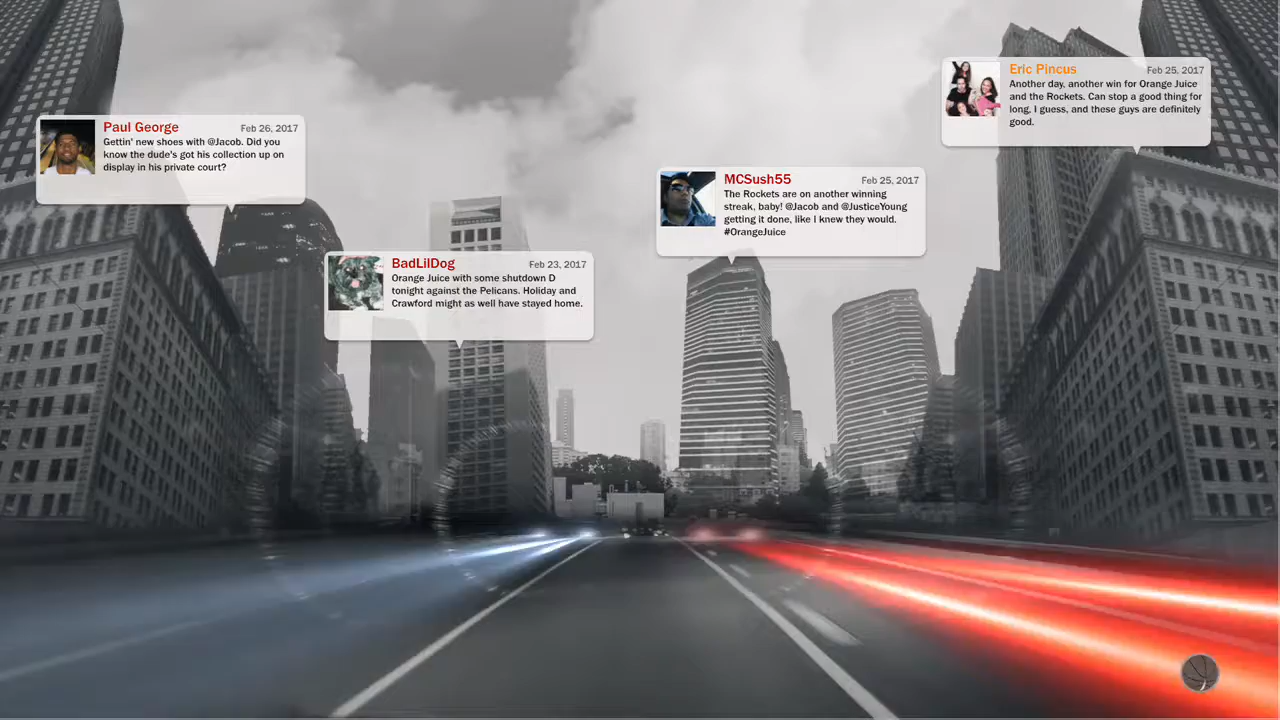 Paul George Feb 26, 2017
Gettin' new shoes with @Jacob. Did you
know the dude's got his collection up on
display in his private court?
BadLilDog Feb 23, 2017
Orange Juice with some shutdown D
tonight against the Pelicans. Holiday and
Crawford might as well have stayed home.
MCSush55 Feb 25, 2017
The Rockets are on another winning
streak, baby! @Jacob and @JusticeYoung
getting it done, like I knew they would.
#OrangeJuice
Eric Pincus Feb 25, 2017
Another day, another win for Orange Juice
and the Rockets. Can stop a good thing for
long, I guess, and these guys are definitely
good.